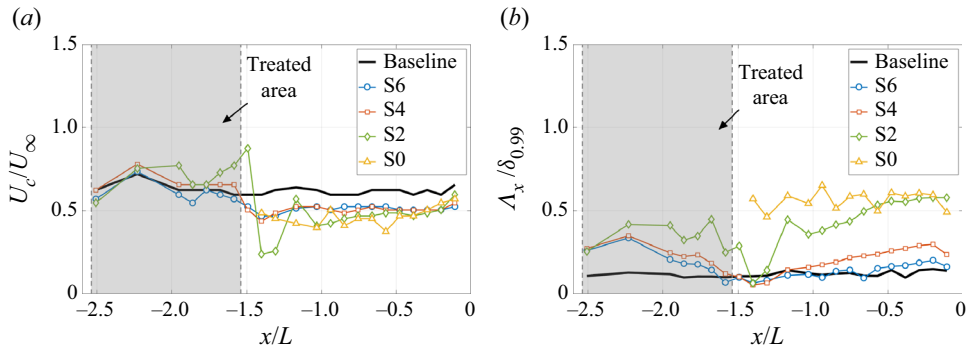 (a)
1.5
1.0
0.5
0
U_c/U_∞
Treated
area
Baseline
S6
S4
S2
S0
–2.5
–2.0
–1.5
–1.0
–0.5
0
x/L
(b)
1.5
1.0
0.5
0
Λ_x/δ_0.99
Treated
area
Baseline
S6
S4
S2
S0
–2.5
–2.0
–1.5
–1.0
–0.5
0
x/L